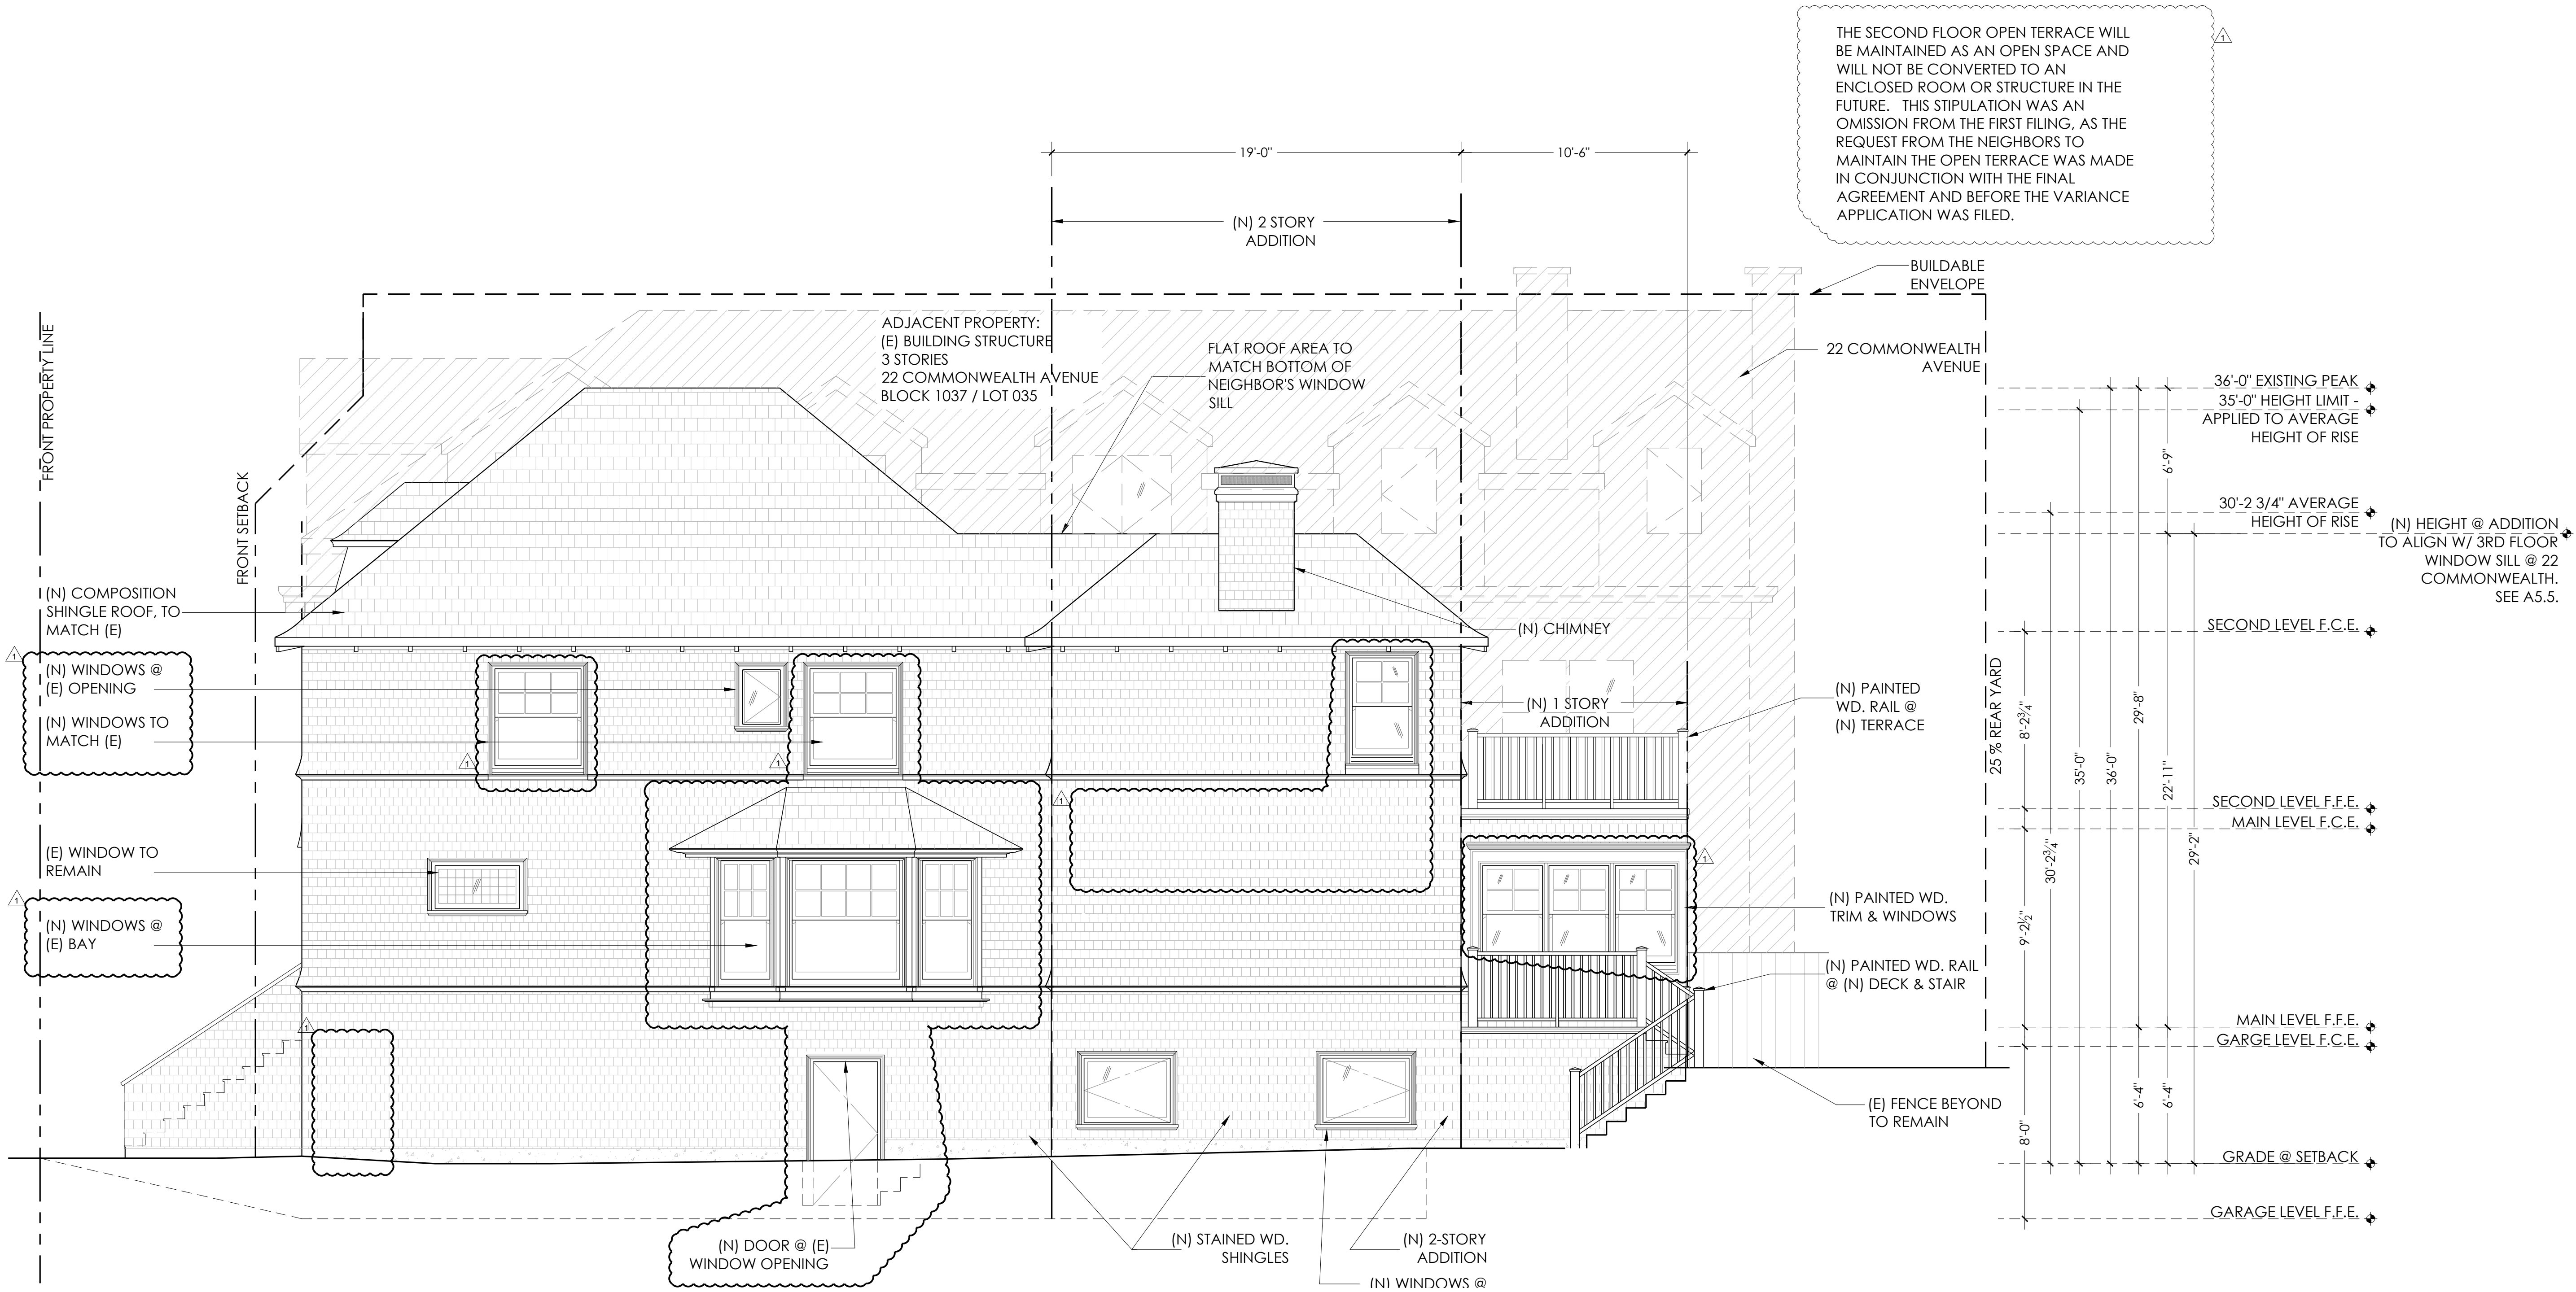 THE SECOND FLOOR OPEN TERRACE WILL
BE MAINTAINED AS AN OPEN SPACE AND
WILL NOT BE CONVERTED TO AN
ENCLOSED ROOM OR STRUCTURE IN THE
FUTURE. THIS STIPULATION WAS AN
OMISSION FROM THE FIRST FILING, AS THE
REQUEST FROM THE NEIGHBORS TO
MAINTAIN THE OPEN TERRACE WAS MADE
IN CONJUNCTION WITH THE FINAL
AGREEMENT AND BEFORE THE VARIANCE
APPLICATION WAS FILED.
1
19'-0"
10'-6"
(N) 2 STORY
ADDITION
BUILDABLE
ENVELOPE
FRONT PROPERTY LINE
FRONT SETBACK
ADJACENT PROPERTY:
(E) BUILDING STRUCTURE
3 STORIES
22 COMMONWEALTH AVENUE
BLOCK 1037 / LOT 035
FLAT ROOF AREA TO
MATCH BOTTOM OF
NEIGHBOR'S WINDOW
SILL
22 COMMONWEALTH
AVENUE
36'-0" EXISTING PEAK
35'-0" HEIGHT LIMIT -
APPLIED TO AVERAGE
HEIGHT OF RISE
6'-9"
30'-2 3/4" AVERAGE
HEIGHT OF RISE
(N) HEIGHT @ ADDITION
TO ALIGN W/ 3RD FLOOR
WINDOW SILL @ 22
COMMONWEALTH.
SEE A5.5.
(N) COMPOSITION
SHINGLE ROOF, TO
MATCH (E)
(N) CHIMNEY
SECOND LEVEL F.C.E.
1
(N) WINDOWS @
(E) OPENING
(N) WINDOWS TO
MATCH (E)
1
1
1
(N) 1 STORY
ADDITION
(N) PAINTED
WD. RAIL @
(N) TERRACE
25 % REAR YARD
8'-2¾"
29'-8"
35'-0"
36'-0"
22'-11"
SECOND LEVEL F.F.E.
MAIN LEVEL F.C.E.
(E) WINDOW TO
REMAIN
1
30'-2¾"
29'-2"
1
(N) WINDOWS @
(E) BAY
(N) PAINTED WD.
TRIM & WINDOWS
9'-2½"
(N) PAINTED WD. RAIL
@ (N) DECK & STAIR
1
MAIN LEVEL F.F.E.
GARGE LEVEL F.C.E.
(E) FENCE BEYOND
TO REMAIN
8'-0"
6'-4"
6'-4"
GRADE @ SETBACK
GARAGE LEVEL F.F.E.
(N) DOOR @ (E)
WINDOW OPENING
(N) STAINED WD.
SHINGLES
(N) 2-STORY
ADDITION
(N) WINDOWS @